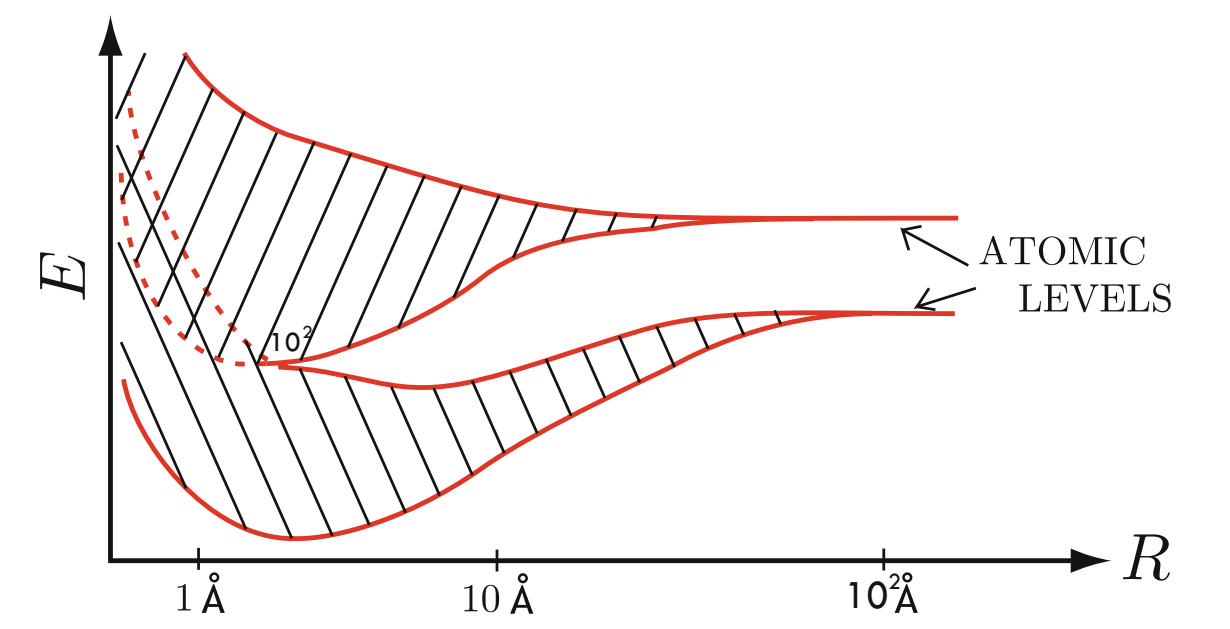 E
10²
ATOMIC
LEVELS
R
1 Å
10 Å
10² Å